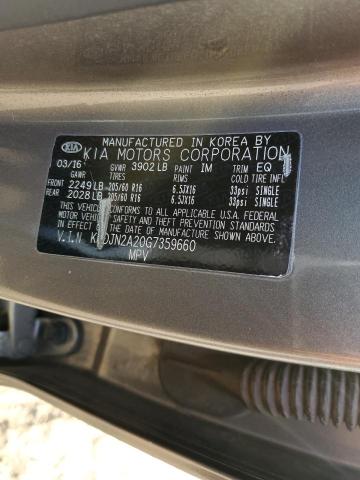 MANUFACTURED IN KOREA BY
KIA KIA MOTORS CORPORATION
03/16 GVWR 3902 LB PAINT IM TRIM EQ
GAWR TIRES RIMS COLD TIRE INFL
FRONT 2249 LB 205/60 R16 6.5JX16 33psi SINGLE
REAR 2028 LB 205/60 R16 6.5JX16 33psi SINGLE
THIS VEHICLE CONFORMS TO ALL APPLICABLE U.S.A. FEDERAL MOTOR
VEHICLE SAFETY AND THEFT PREVENTION STANDARDS IN EFFECT
ON THE DATE OF MANUFACTURE SHOWN ABOVE.
V.I.N KNDJN2A20G7359660
MPV